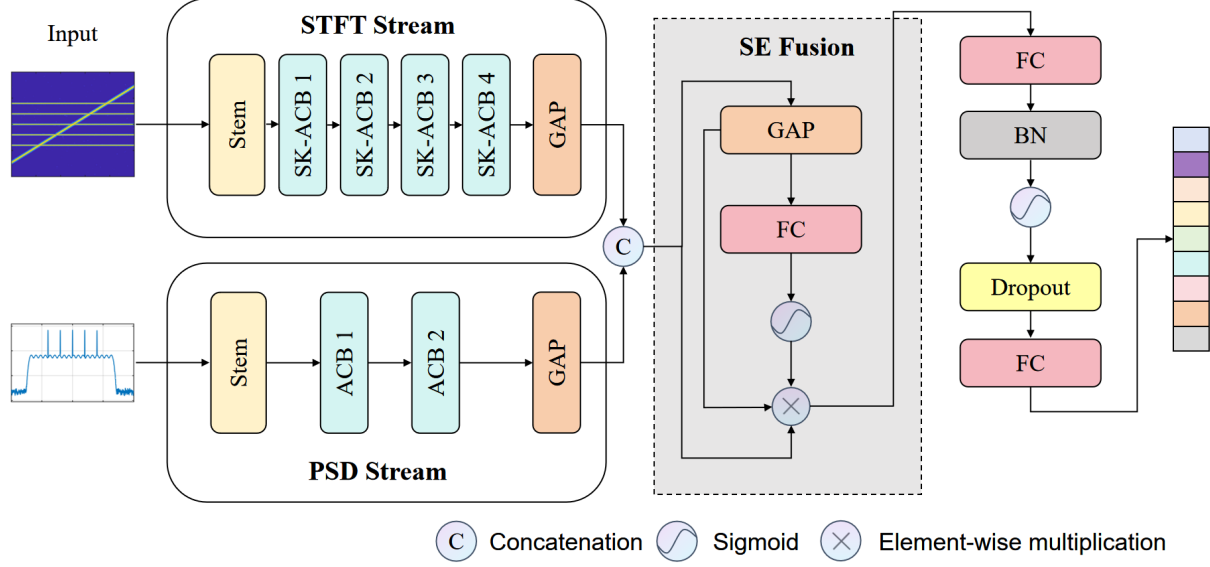 Input
STFT Stream
Stem
SK-ACB 1
SK-ACB 2
SK-ACB 3
SK-ACB 4
GAP
C
Stem
ACB 1
ACB 2
GAP
PSD Stream
SE Fusion
GAP
FC
FC
BN
Dropout
FC
C Concatenation
Sigmoid
Element-wise multiplication